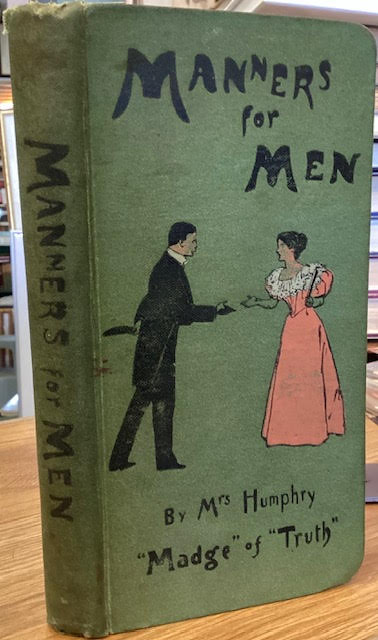 MANNERS for MEN
MANNERS
for
MEN
By Mrs Humphry
"Madge" of "Truth"